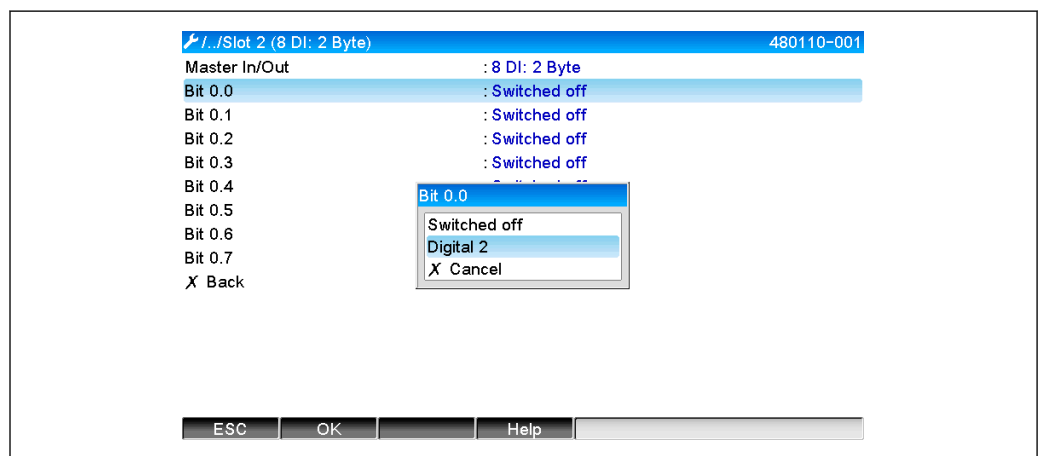 /../Slot 2 (8 DI: 2 Byte) 480110-001
Master In/Out : 8 DI: 2 Byte
Bit 0.0 : Switched off
Bit 0.1 : Switched off
Bit 0.2 : Switched off
Bit 0.3 : Switched off
Bit 0.4
Bit 0.5
Bit 0.6
Bit 0.7
X Back
Bit 0.0
Switched off
Digital 2
X Cancel
ESC OK Help